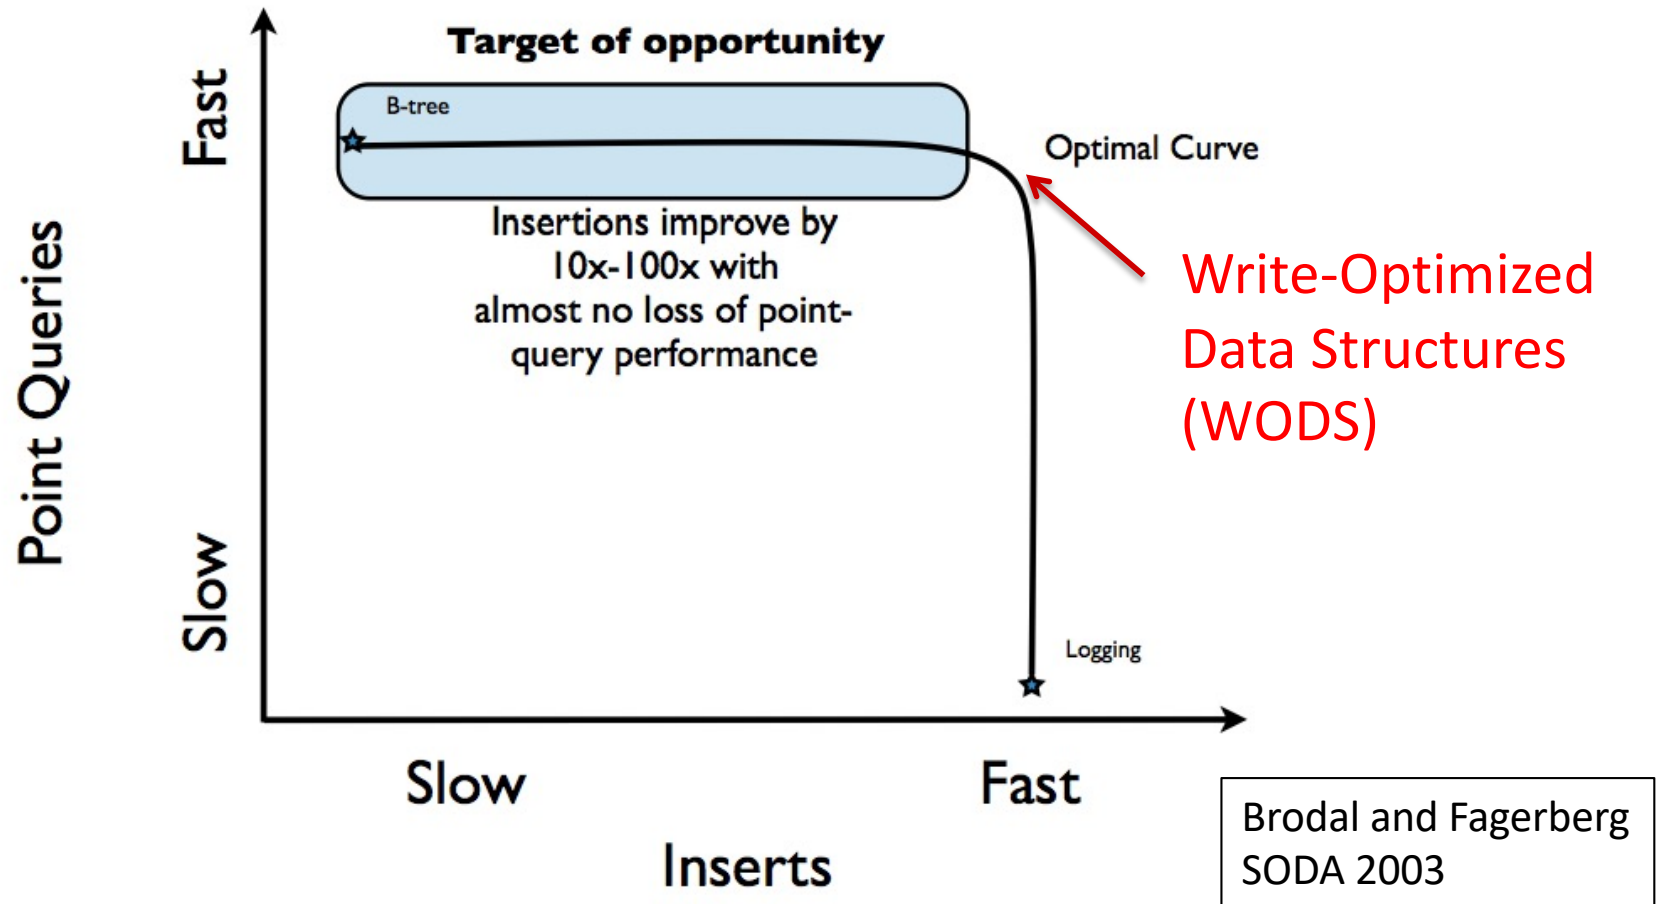 Target of opportunity
B-tree
Optimal Curve
Insertions improve by
10x-100x with
almost no loss of point-
query performance
Write-Optimized
Data Structures
(WODS)
Fast
Point Queries
Slow
Logging
Slow
Fast
Inserts
Brodal and Fagerberg
SODA 2003